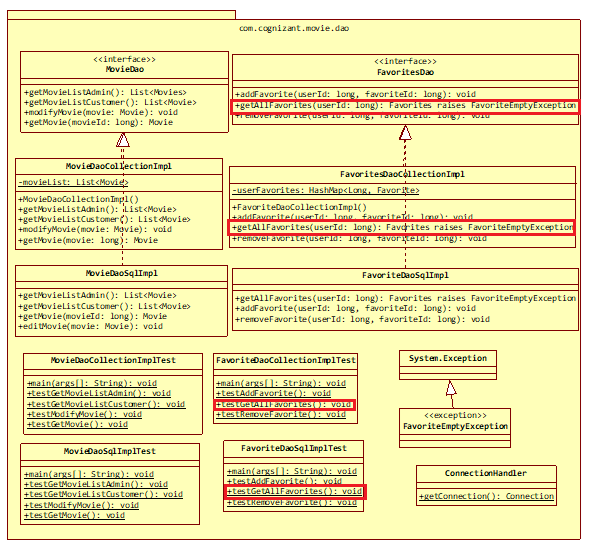 com.cognizant.movie.dao
<<interface>>
MovieDao
+getMovieListAdmin(): List<Movies>
+getMovieListCustomer(): List<Movie>
+modifyMovie(movie: Movie): void
+getMovie(movieId: long): Movie
<<interface>>
FavoritesDao
+addFavorite(userId: long, favoriteId: long): void
+getAllFavorites(userId: long): Favorites raises FavoriteEmptyException
+removeFavorite(userId: long, favoriteId: long): void
MovieDaoCollectionImpl
-movieList: List<Movie>
+MovieDaoCollectionImpl()
+getMovieListAdmin(): List<Movie>
+getMovieListCustomer(): List<Movie>
+modifyMovie(movie: Movie): void
+getMovie(movie: long): Movie
FavoritesDaoCollectionImpl
-userFavorites: HashMap<Long, Favorite>
+FavoriteDaoCollectionImpl()
+addFavorite(userId: long, favoriteId: long): void
+getAllFavorites(userId: long): Favorites raises FavoriteEmptyException
+removeFavorite(userId: long, favoriteId: long): void
MovieDaoSqlImpl
+getMovieListAdmin(): List<Movie>
+getMovieListCustomer(): List<Movie>
+getMovie(movieId: long): Movie
+editMovie(movie: Movie): void
FavoriteDaoSqlImpl
+getAllFavorites(userId: long): Favorites raises FavoriteEmptyException
+addFavorite(userId: long, favoriteId: long): void
+removeFavorite(userId: long, favoriteId: long): void
MovieDaoCollectionImplTest
+main(args[]: String): void
+testGetMovieListAdmin(): void
+testGetMovieListCustomer(): void
+testModifyMovie(): void
+testGetMovie(): void
FavoriteDaoCollectionImplTest
+main(args[]: String): void
+testAddFavorite(): void
+testGetAllFavorites(): void
+testRemoveFavorite(): void
System.Exception
<<exception>>
FavoriteEmptyException
MovieDaoSqlImplTest
+main(args[]: String): void
+testGetMovieListAdmin(): void
+testGetMovieListCustomer(): void
+testModifyMovie(): void
+testGetMovie(): void
FavoriteDaoSqlImplTest
+main(args[]: String): void
+testAddFavorite(): void
+testGetAllFavorites(): void
+testRemoveFavorite(): void
ConnectionHandler
+getConnection(): Connection